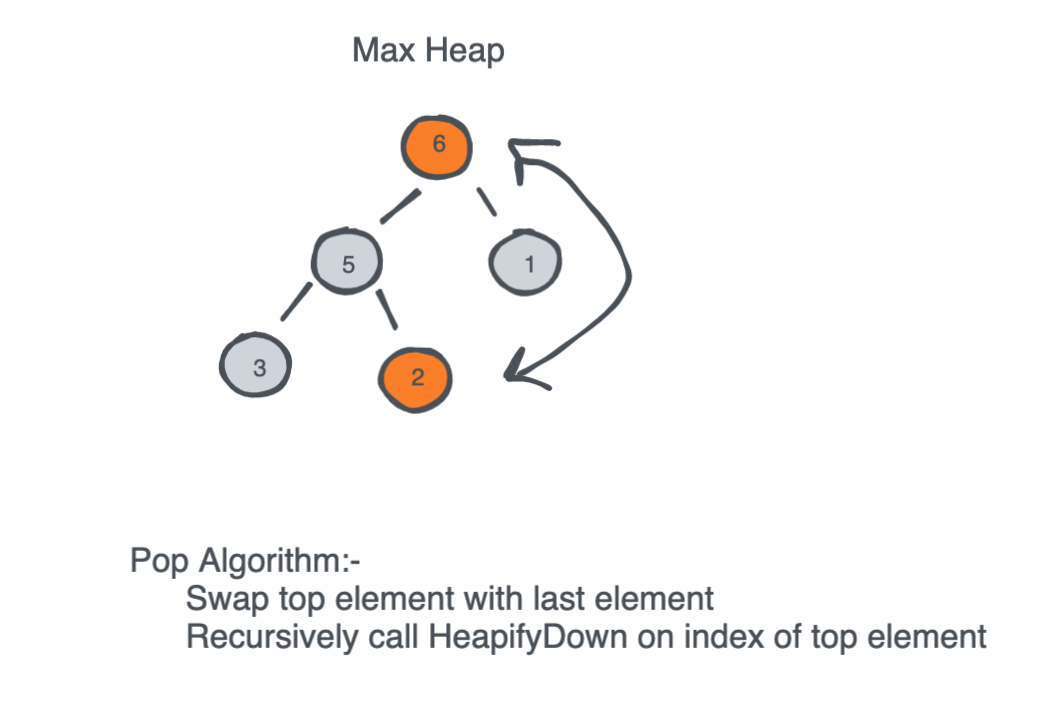 Max Heap
6
5
1
3
2
Pop Algorithm:-
Swap top element with last element
Recursively call HeapifyDown on index of top element